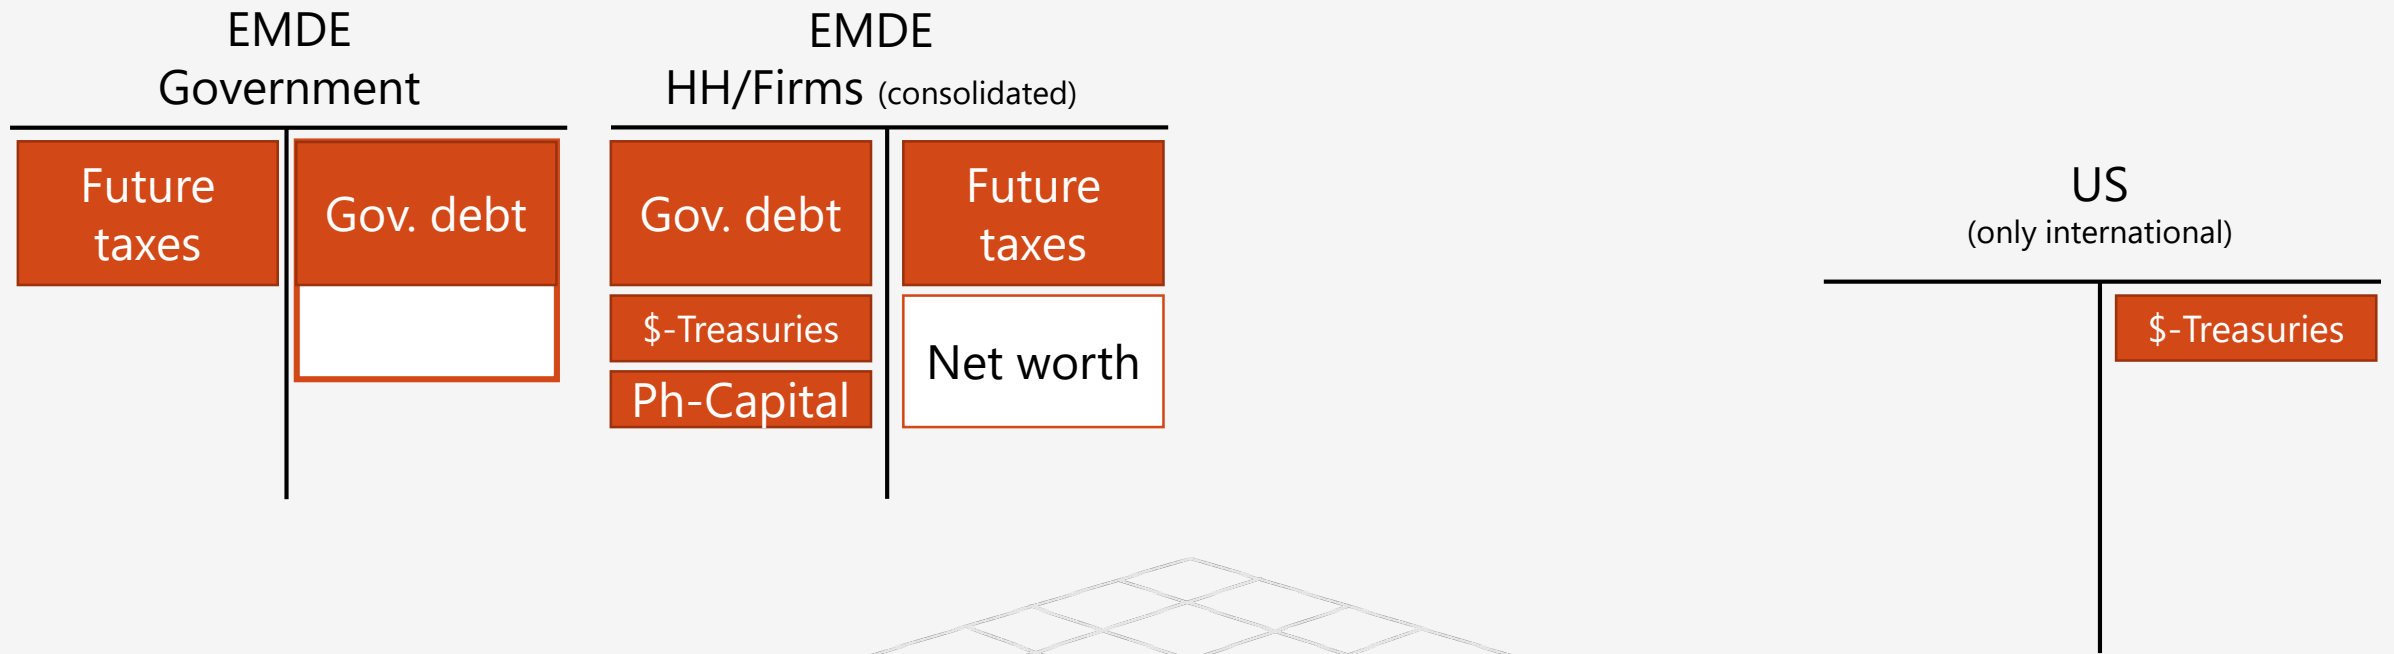 EMDE
Government
Future
taxes
Gov. debt
EMDE
HH/Firms (consolidated)
Gov. debt
$-Treasuries
Ph-Capital
Future
taxes
Net worth
US
(only international)
$-Treasuries